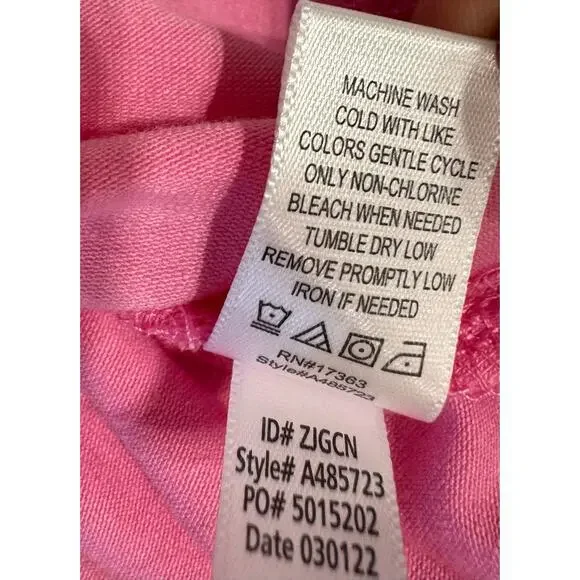 MACHINE WASH
COLD WITH LIKE
COLORS GENTLE CYCLE
ONLY NON-CHLORINE
BLEACH WHEN NEEDED
TUMBLE DRY LOW
REMOVE PROMPTLY LOW
IRON IF NEEDED
RN#17363
Style#A485723
ID# ZJGCN
Style# A485723
PO# 5015202
Date 030122